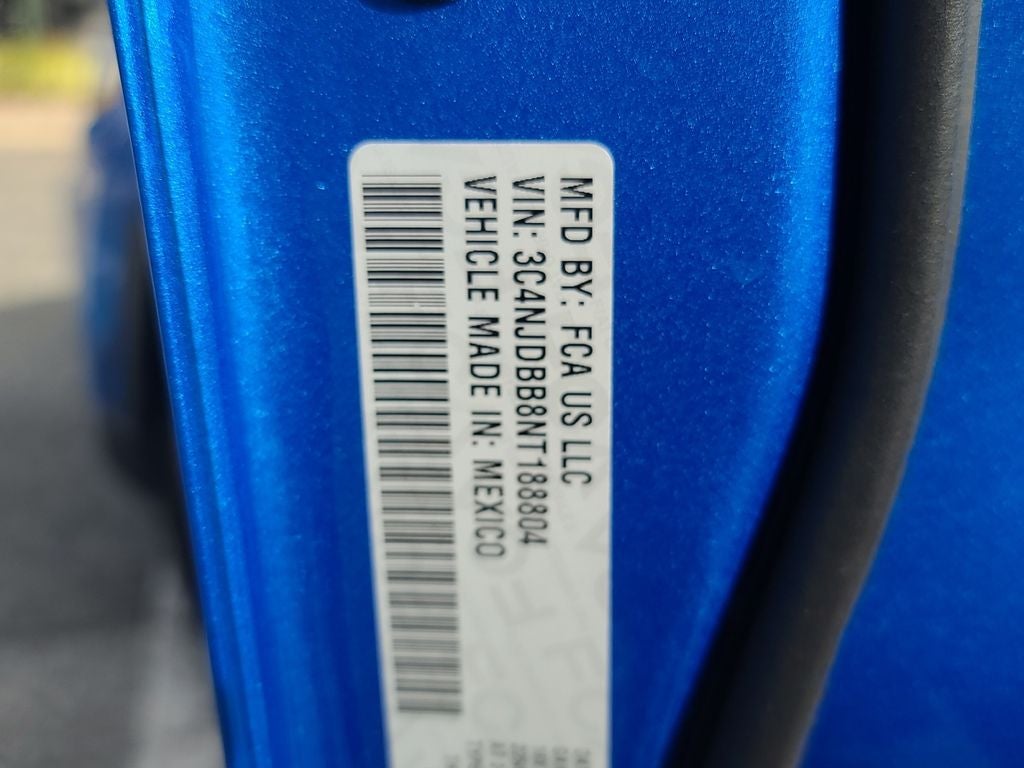 MFD BY: FCA US LLC
VIN: 3C4NJDBB8NT188804
VEHICLE MADE IN: MEXICO